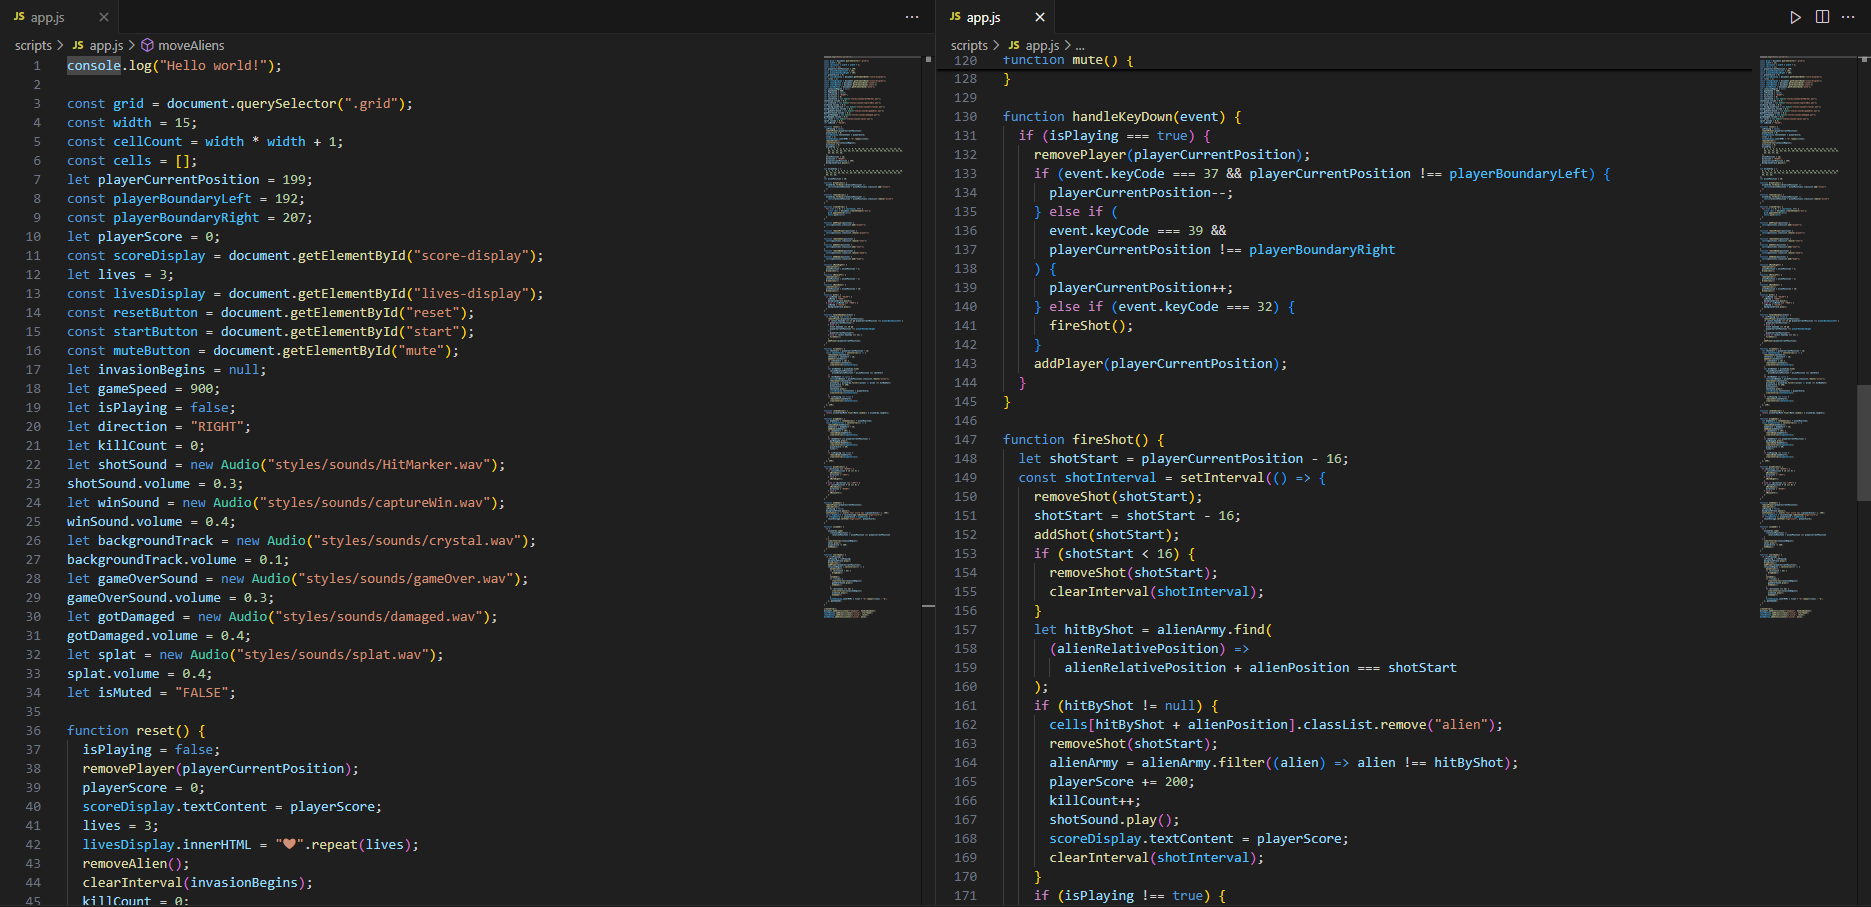 JS app.js
scripts > JS app.js > moveAliens
1 console.log("Hello world!");
2
3 const grid = document.querySelector(".grid");
4 const width = 15;
5 const cellCount = width * width + 1;
6 const cells = [];
7 let playerCurrentPosition = 199;
8 const playerBoundaryLeft = 192;
9 const playerBoundaryRight = 207;
10 let playerScore = 0;
11 const scoreDisplay = document.getElementById("score-display");
12 let lives = 3;
13 const livesDisplay = document.getElementById("lives-display");
14 const resetButton = document.getElementById("reset");
15 const startButton = document.getElementById("start");
16 const muteButton = document.getElementById("mute");
17 let invasionBegins = null;
18 let gameSpeed = 900;
19 let isPlaying = false;
20 let direction = "RIGHT";
21 let killCount = 0;
22 let shotSound = new Audio("styles/sounds/HitMarker.wav");
23 shotSound.volume = 0.3;
24 let winSound = new Audio("styles/sounds/captureWin.wav");
25 winSound.volume = 0.4;
26 let backgroundTrack = new Audio("styles/sounds/crystal.wav");
27 backgroundTrack.volume = 0.1;
28 let gameOverSound = new Audio("styles/sounds/gameOver.wav");
29 gameOverSound.volume = 0.3;
30 let gotDamaged = new Audio("styles/sounds/damaged.wav");
31 gotDamaged.volume = 0.4;
32 let splat = new Audio("styles/sounds/splat.wav");
33 splat.volume = 0.4;
34 let isMuted = "FALSE";
35
36 function reset() {
37 isPlaying = false;
38 removePlayer(playerCurrentPosition);
39 playerScore = 0;
40 scoreDisplay.textContent = playerScore;
41 lives = 3;
42 livesDisplay.innerHTML = "🤎".repeat(lives);
43 removeAlien();
44 clearInterval(invasionBegins);
45 killCount = 0;
JS app.js
scripts > JS app.js > ...
120 function mute() {
128 }
129
130 function handleKeyDown(event) {
131 if (isPlaying === true) {
132 removePlayer(playerCurrentPosition);
133 if (event.keyCode === 37 && playerCurrentPosition !== playerBoundaryLeft) {
134 playerCurrentPosition--;
135 } else if (
136 event.keyCode === 39 &&
137 playerCurrentPosition !== playerBoundaryRight
138 ) {
139 playerCurrentPosition++;
140 } else if (event.keyCode === 32) {
141 fireShot();
142 }
143 addPlayer(playerCurrentPosition);
144 }
145 }
146
147 function fireShot() {
148 let shotStart = playerCurrentPosition - 16;
149 const shotInterval = setInterval(() => {
150 removeShot(shotStart);
151 shotStart = shotStart - 16;
152 addShot(shotStart);
153 if (shotStart < 16) {
154 removeShot(shotStart);
155 clearInterval(shotInterval);
156 }
157 let hitByShot = alienArmy.find(
158 (alienRelativePosition) =>
159 alienRelativePosition + alienPosition === shotStart
160 );
161 if (hitByShot != null) {
162 cells[hitByShot + alienPosition].classList.remove("alien");
163 removeShot(shotStart);
164 alienArmy = alienArmy.filter((alien) => alien !== hitByShot);
165 playerScore += 200;
166 killCount++;
167 shotSound.play();
168 scoreDisplay.textContent = playerScore;
169 clearInterval(shotInterval);
170 }
171 if (isPlaying !== true) {